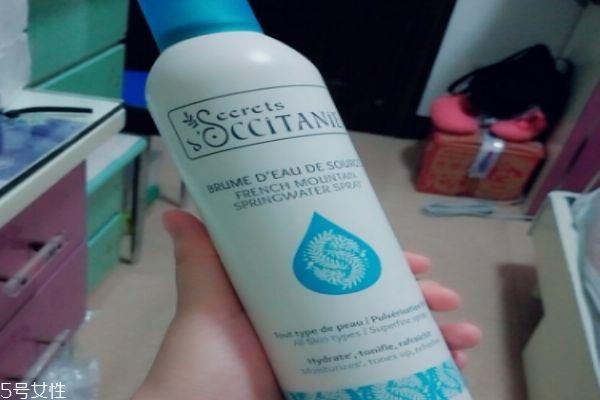 Secrets
d'OCCITANIE
BRUME D'EAU DE SOURCE
FRENCH MOUNTAIN
SPRINGWATER SPRAY
Tout type de peau | Pulvérisation
All Skin types | Superfine spray
Hydrate*, tonifie, rafraîchit
Moisturizes*, tones up, refreshes
5号女性